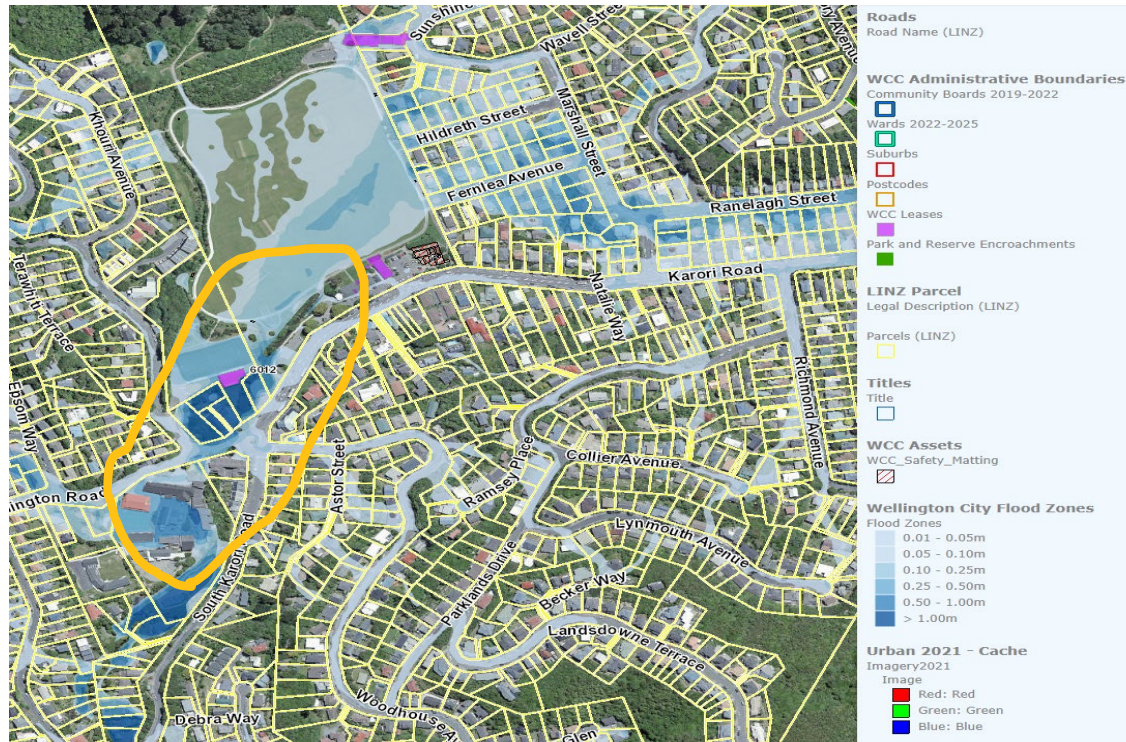 Sunshine
Wavell Street
Khouri Avenue
Hildreth Street
Marshall Street
Fernlea Avenue
Ranelagh Street
Karori Road
Natalie Way
Terawhiti Terrace
6012
Epsom Way
Richmond Avenue
Astor Street
Ramsey Place
Collier Avenue
ington Road
South Karori Road
Lynmouth Avenue
Parklands Drive
Becker Way
Landsdowne Terrace
Woodhouse Av
Debra Way
Glen
Avenue
Roads
Road Name (LINZ)
WCC Administrative Boundaries
Community Boards 2019-2022
Wards 2022-2025
Suburbs
Postcodes
WCC Leases
Park and Reserve Encroachments
LINZ Parcel
Legal Description (LINZ)
Parcels (LINZ)
Titles
Title
WCC Assets
WCC_Safety_Matting
Wellington City Flood Zones
Flood Zones
0.01 - 0.05m
0.05 - 0.10m
0.10 - 0.25m
0.25 - 0.50m
0.50 - 1.00m
> 1.00m
Urban 2021 - Cache
Imagery2021
Image
Red: Red
Green: Green
Blue: Blue